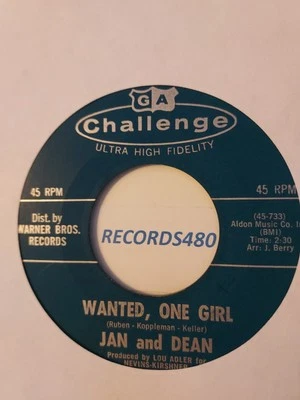 GA
Challenge
ULTRA HIGH FIDELITY
45 RPM
45 RPM
Dist. by
WARNER BROS.
RECORDS
(45-733)
Aldon Music Co. I
(BMI)
Time: 2:30
Arr: J. Berry
RECORDS480
WANTED, ONE GIRL
(Ruben - Koppleman - Keller)
JAN and DEAN
Produced by LOU ADLER for
NEVINS-KIRSHNER